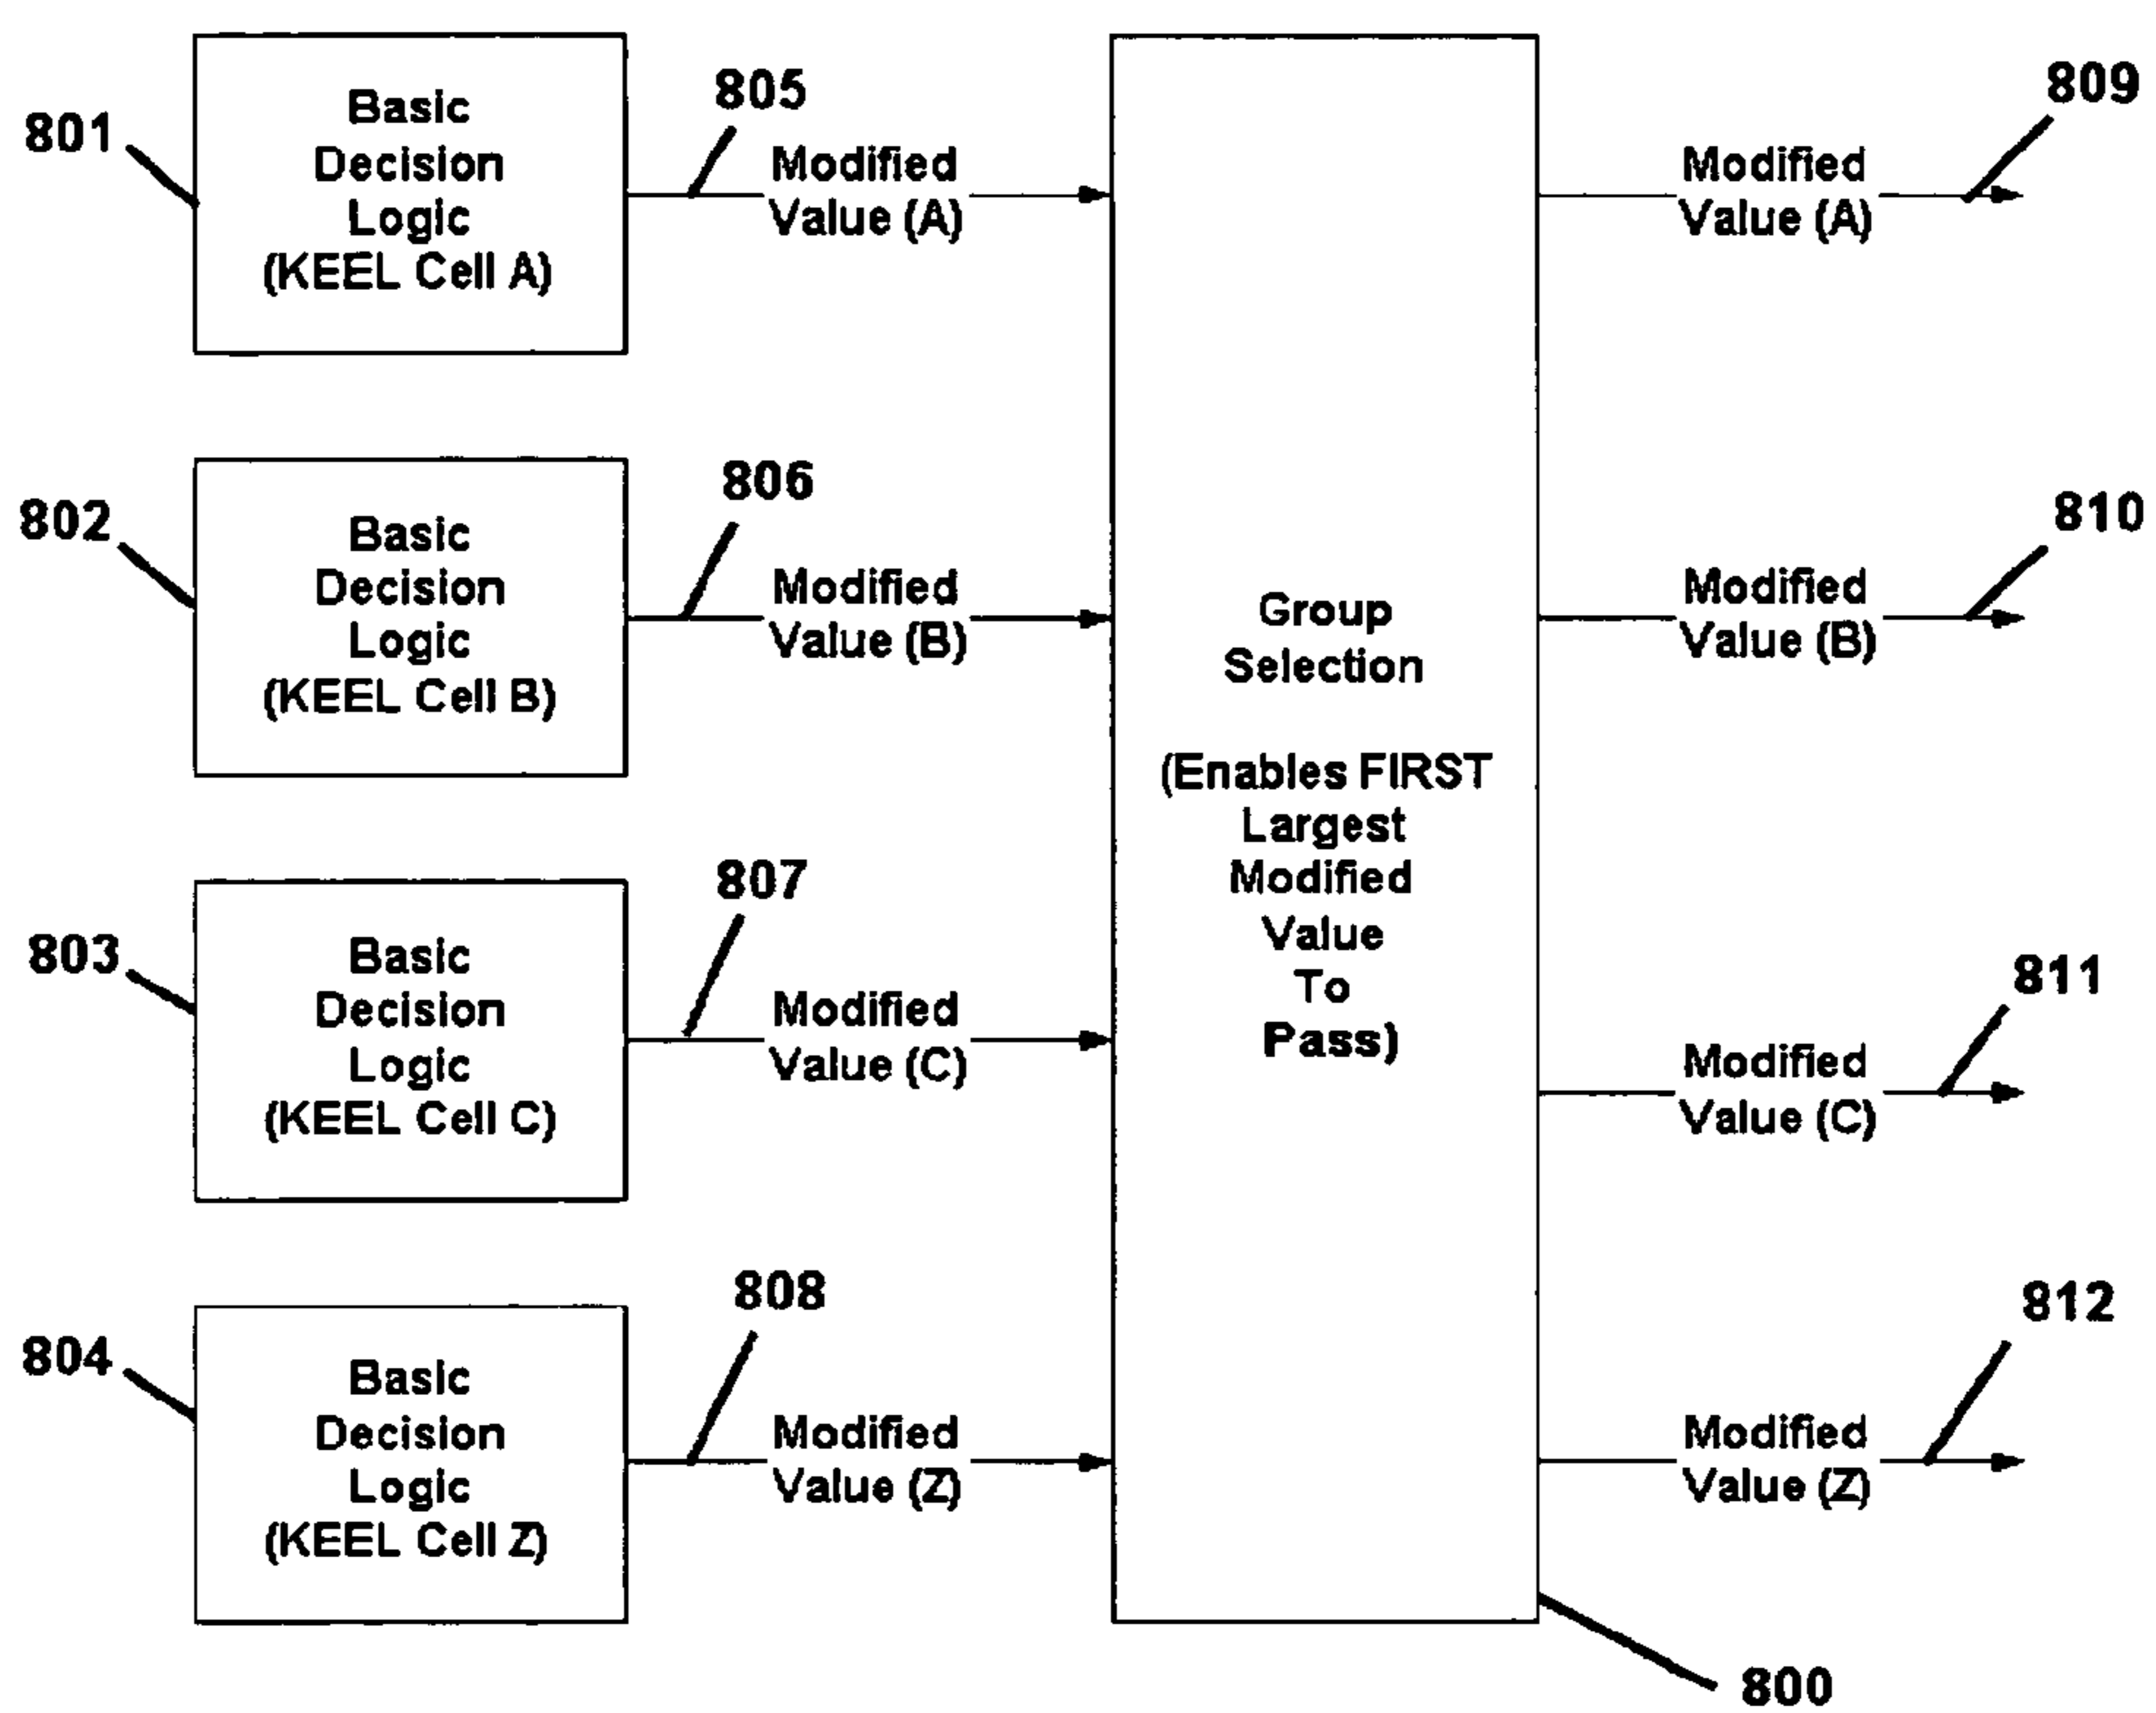 801
Basic
Decision
Logic
(KEEL Cell A)
805
Modified
Value (A)
809
Modified
Value (A)
802
Basic
Decision
Logic
(KEEL Cell B)
806
Modified
Value (B)
810
Modified
Value (B)
Group
Selection
(Enables FIRST
Largest
Modified
Value
To
Pass)
803
Basic
Decision
Logic
(KEEL Cell C)
807
Modified
Value (C)
811
Modified
Value (C)
804
Basic
Decision
Logic
(KEEL Cell Z)
808
Modified
Value (Z)
812
Modified
Value (Z)
800